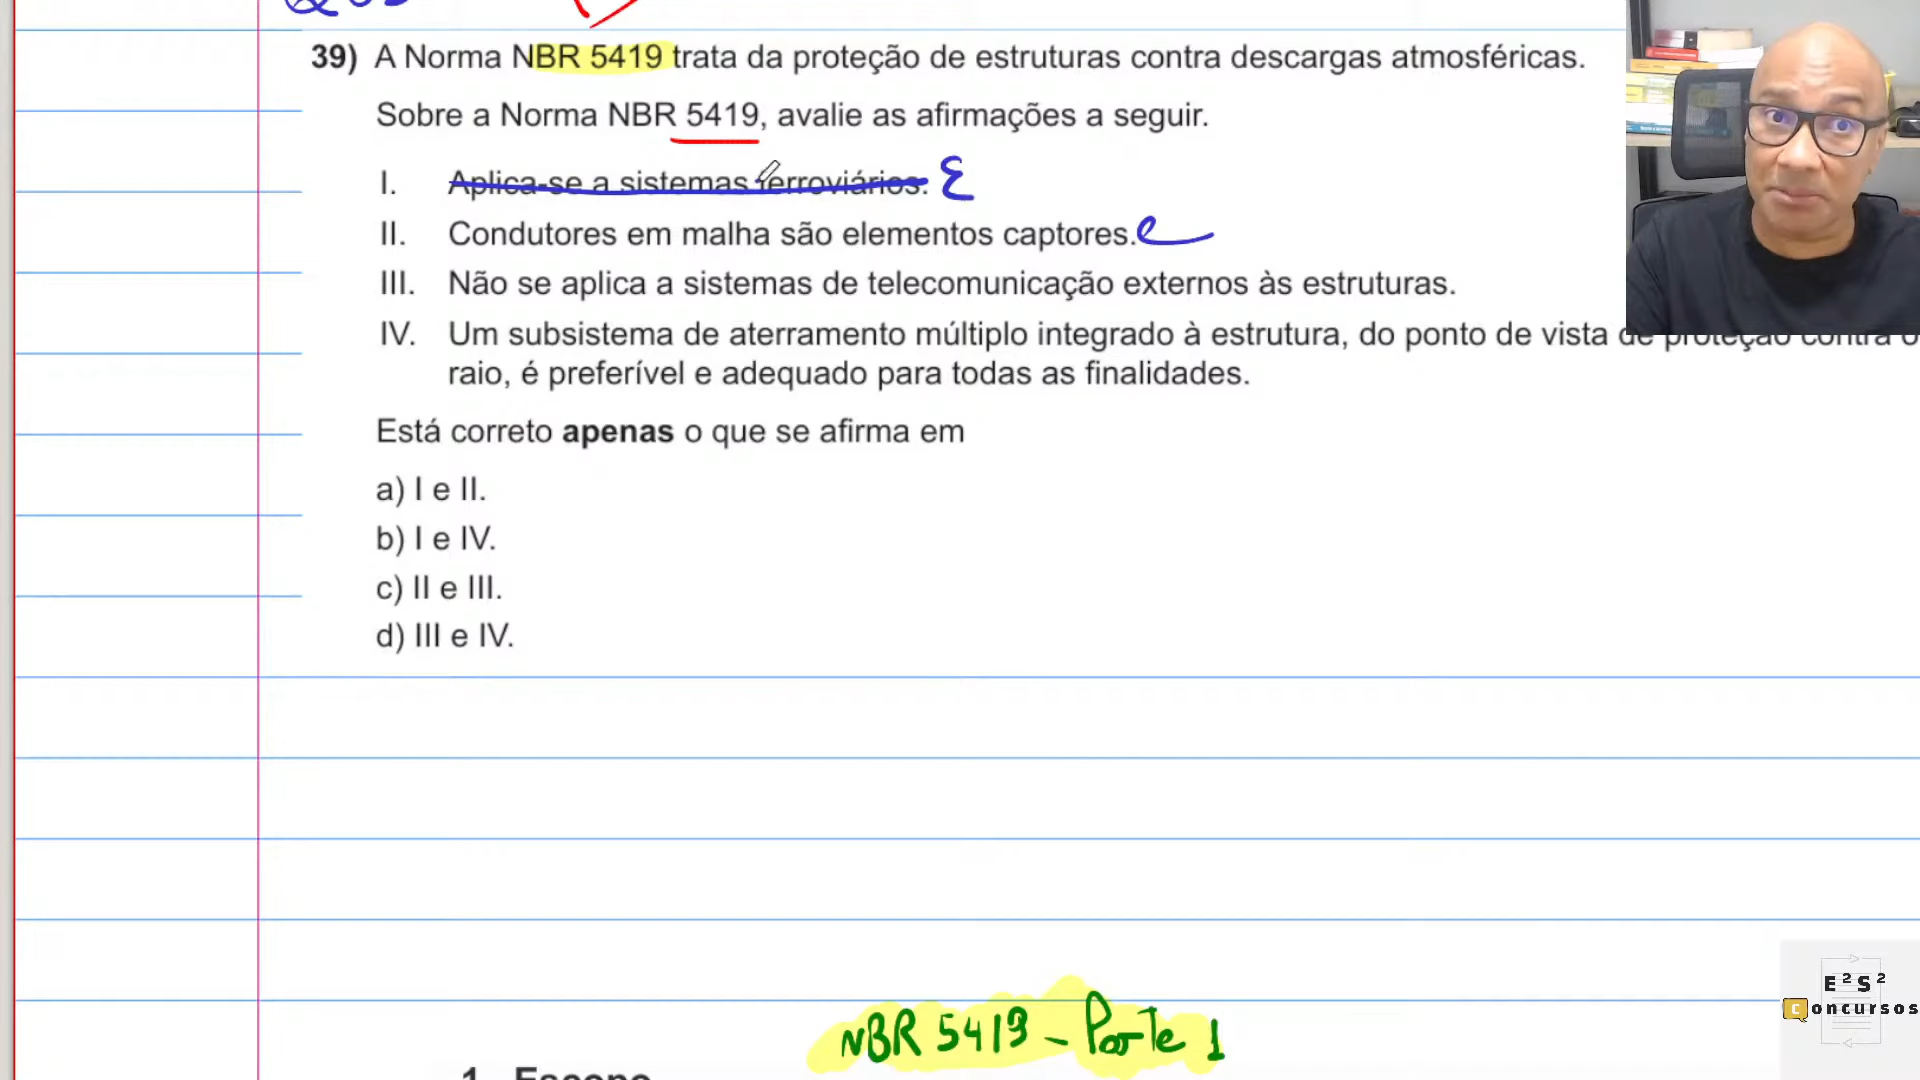 39) A Norma NBR 5419 trata da proteção de estruturas contra descargas atmosféricas.
Sobre a Norma NBR 5419, avalie as afirmações a seguir.
I. Aplica-se a sistemas ferroviários. E
II. Condutores em malha são elementos captores. C
III. Não se aplica a sistemas de telecomunicação externos às estruturas.
IV. Um subsistema de aterramento múltiplo integrado à estrutura, do ponto de vista de proteção contra o
raio, é preferível e adequado para todas as finalidades.
Está correto apenas o que se afirma em
a) I e II.
b) I e IV.
c) II e III.
d) III e IV.
E²S²
Concursos
NBR 5419 - Parte 1
1 Escopo